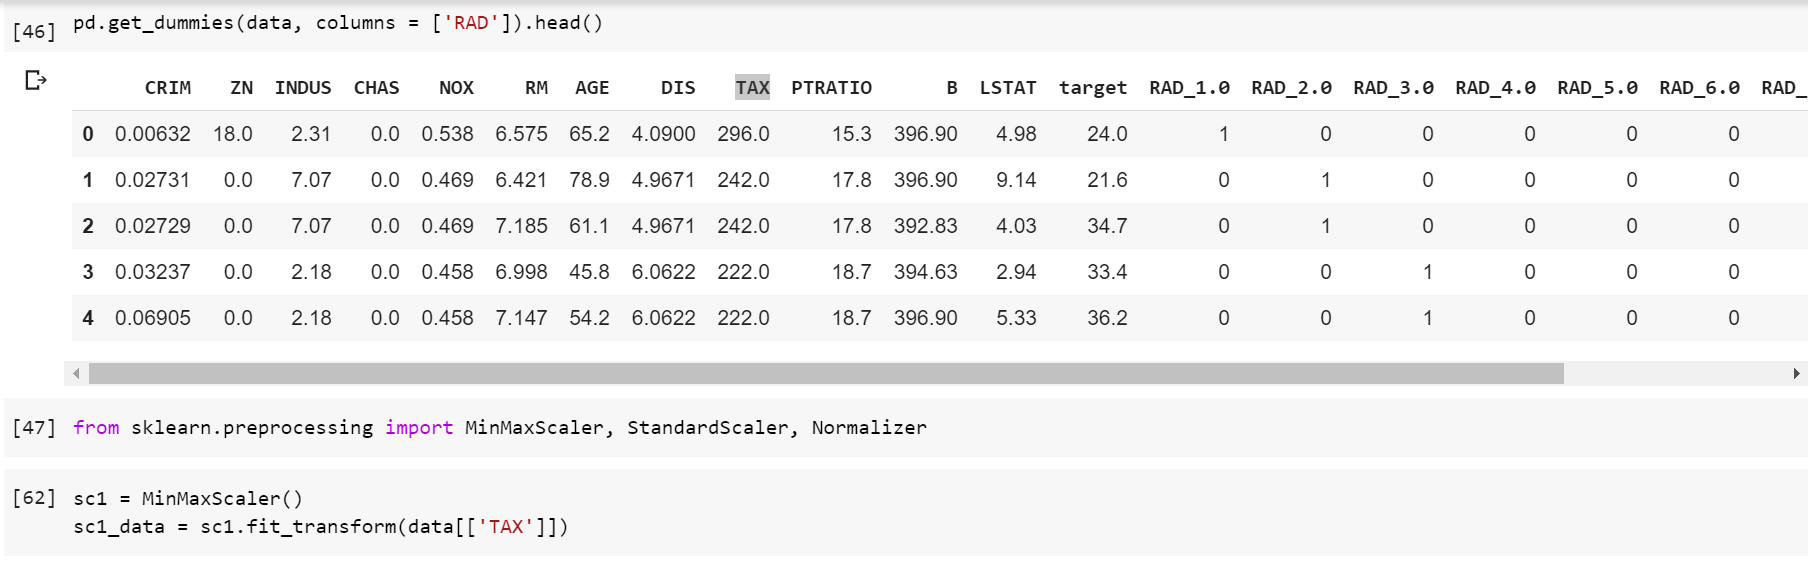 [46] pd.get_dummies(data, columns = ['RAD']).head()
CRIM ZN INDUS CHAS NOX RM AGE DIS TAX PTRATIO B LSTAT target RAD_1.0 RAD_2.0 RAD_3.0 RAD_4.0 RAD_5.0 RAD_6.0 RAD_
0 0.00632 18.0 2.31 0.0 0.538 6.575 65.2 4.0900 296.0 15.3 396.90 4.98 24.0 1 0 0 0 0 0
1 0.02731 0.0 7.07 0.0 0.469 6.421 78.9 4.9671 242.0 17.8 396.90 9.14 21.6 0 1 0 0 0 0
2 0.02729 0.0 7.07 0.0 0.469 7.185 61.1 4.9671 242.0 17.8 392.83 4.03 34.7 0 1 0 0 0 0
3 0.03237 0.0 2.18 0.0 0.458 6.998 45.8 6.0622 222.0 18.7 394.63 2.94 33.4 0 0 1 0 0 0
4 0.06905 0.0 2.18 0.0 0.458 7.147 54.2 6.0622 222.0 18.7 396.90 5.33 36.2 0 0 1 0 0 0
[47] from sklearn.preprocessing import MinMaxScaler, StandardScaler, Normalizer
[62] sc1 = MinMaxScaler()
sc1_data = sc1.fit_transform(data[['TAX']])